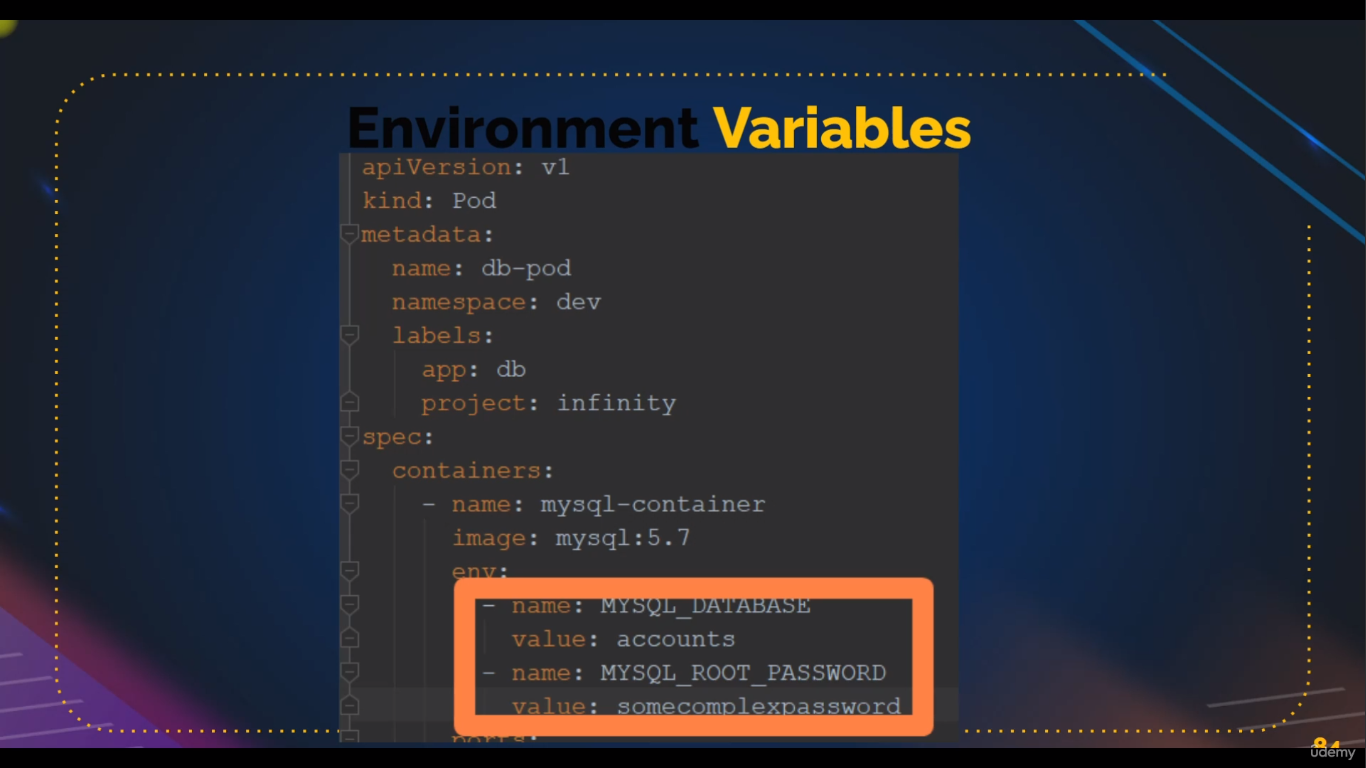 Environment Variables
apiVersion: v1
kind: Pod
metadata:
name: db-pod
namespace: dev
labels:
app: db
project: infinity
spec:
containers:
- name: mysql-container
image: mysql:5.7
env:
- name: MYSQL_DATABASE
value: accounts
- name: MYSQL_ROOT_PASSWORD
value: somecomplexpassword
ports:
udemy